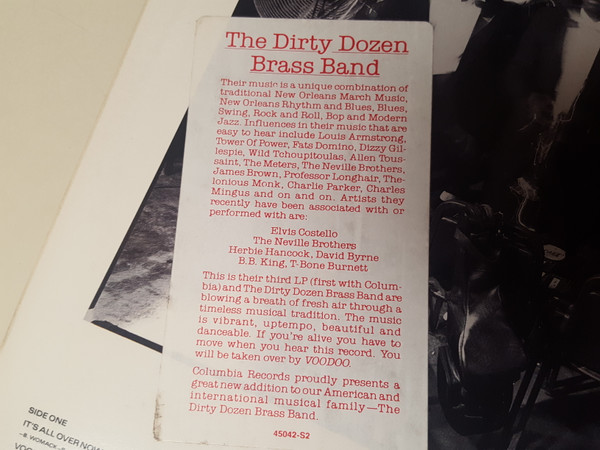 The Dirty Dozen
Brass Band
Their music is a unique combination of
traditional New Orleans March Music,
New Orleans Rhythm and Blues, Blues,
Swing, Rock and Roll, Bop and Modern
Jazz. Influences in their music that are
easy to hear include Louis Armstrong,
Tower Of Power, Fats Domino, Dizzy Gil-
lespie, Wild Tchoupitoulas, Allen Tous-
saint, The Meters, The Neville Brothers,
James Brown, Professor Longhair, The-
lonious Monk, Charlie Parker, Charles
Mingus and on and on. Artists they
recently have been associated with or
performed with are:
Elvis Costello
The Neville Brothers
Herbie Hancock, David Byrne
B.B. King, T-Bone Burnett
This is their third LP (first with Colum-
bia) and The Dirty Dozen Brass Band are
blowing a breath of fresh air through a
timeless musical tradition. The music
is vibrant, uptempo, beautiful and
danceable. If you're alive you have to
move when you hear this record. You
will be taken over by VOODOO.
Columbia Records proudly presents a
great new addition to our American and
international musical family—The
Dirty Dozen Brass Band.
45042-S2
SIDE ONE
IT'S ALL OVER NOW
–B. WOMACK
VOO